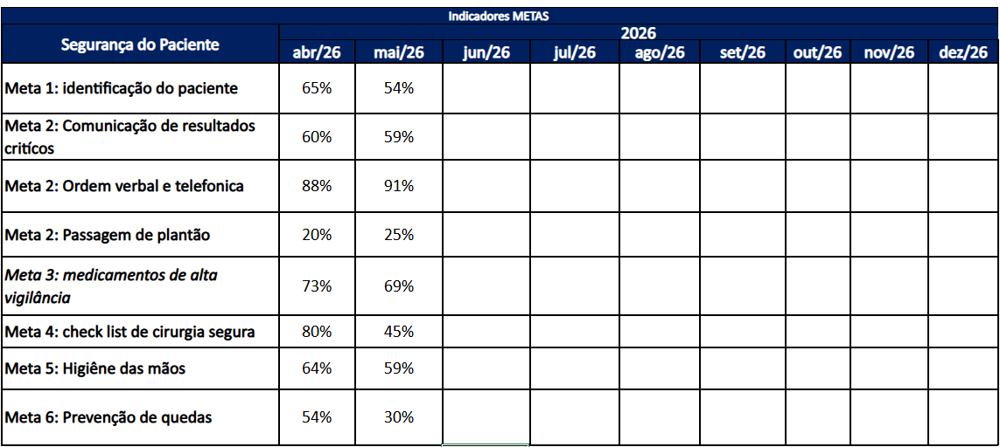 Indicadores METAS
Segurança do Paciente
2026
abr/26 mai/26 jun/26 jul/26 ago/26 set/26 out/26 nov/26 dez/26
Meta 1: identificação do paciente 65% 54%
Meta 2: Comunicação de resultados
critícos 60% 59%
Meta 2: Ordem verbal e telefonica 88% 91%
Meta 2: Passagem de plantão 20% 25%
Meta 3: medicamentos de alta
vigilância 73% 69%
Meta 4: check list de cirurgia segura 80% 45%
Meta 5: Higiêne das mãos 64% 59%
Meta 6: Prevenção de quedas 54% 30%